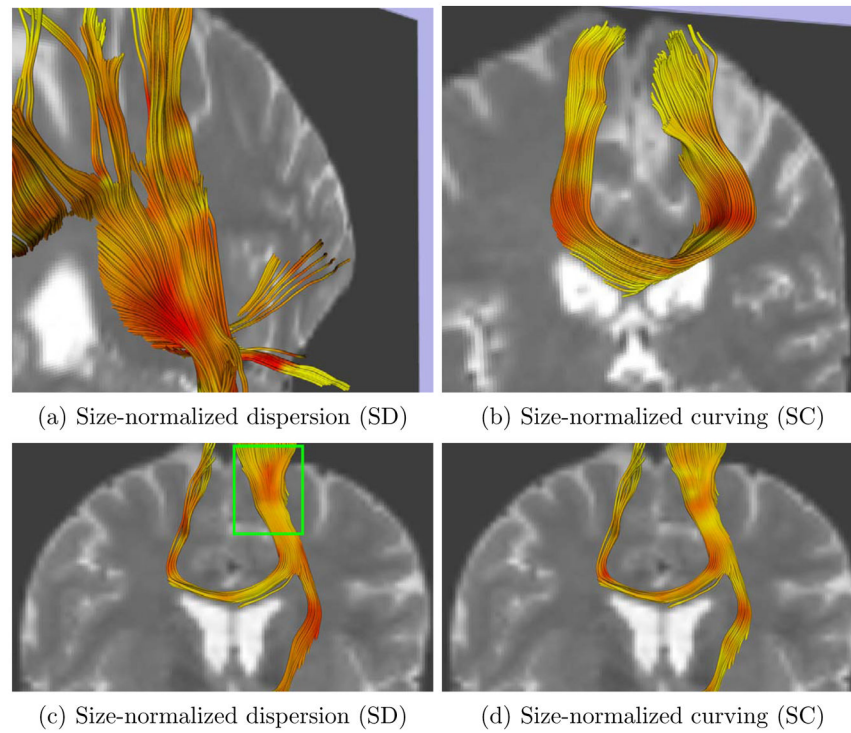 (a) Size-normalized dispersion (SD)
(b) Size-normalized curving (SC)
(c) Size-normalized dispersion (SD)
(d) Size-normalized curving (SC)